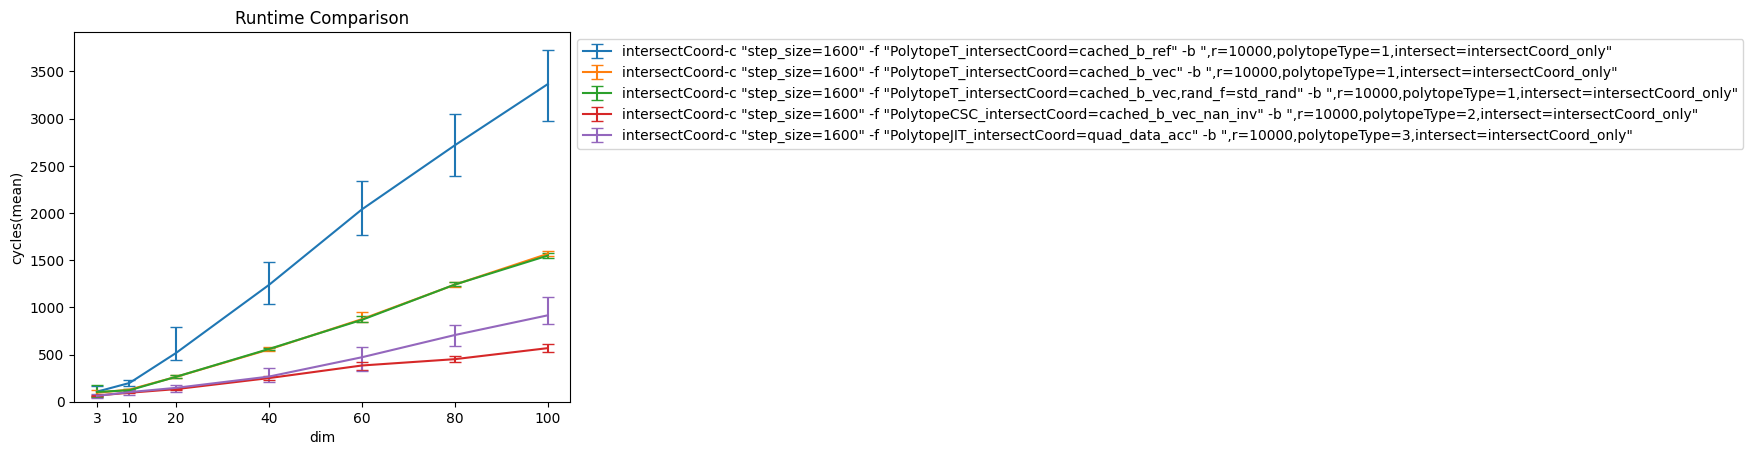 Runtime Comparison
intersectCoord-c "step_size=1600" -f "PolytopeT_intersectCoord=cached_b_ref" -b ",r=10000,polytopeType=1,intersect=intersectCoord_only"
intersectCoord-c "step_size=1600" -f "PolytopeT_intersectCoord=cached_b_vec" -b ",r=10000,polytopeType=1,intersect=intersectCoord_only"
intersectCoord-c "step_size=1600" -f "PolytopeT_intersectCoord=cached_b_vec,rand_f=std_rand" -b ",r=10000,polytopeType=1,intersect=intersectCoord_only"
intersectCoord-c "step_size=1600" -f "PolytopeCSC_intersectCoord=cached_b_vec_nan_inv" -b ",r=10000,polytopeType=2,intersect=intersectCoord_only"
intersectCoord-c "step_size=1600" -f "PolytopeJIT_intersectCoord=quad_data_acc" -b ",r=10000,polytopeType=3,intersect=intersectCoord_only"
cycles(mean)
3500
3000
2500
2000
1500
1000
500
0
3 10 20 40 60 80 100
dim